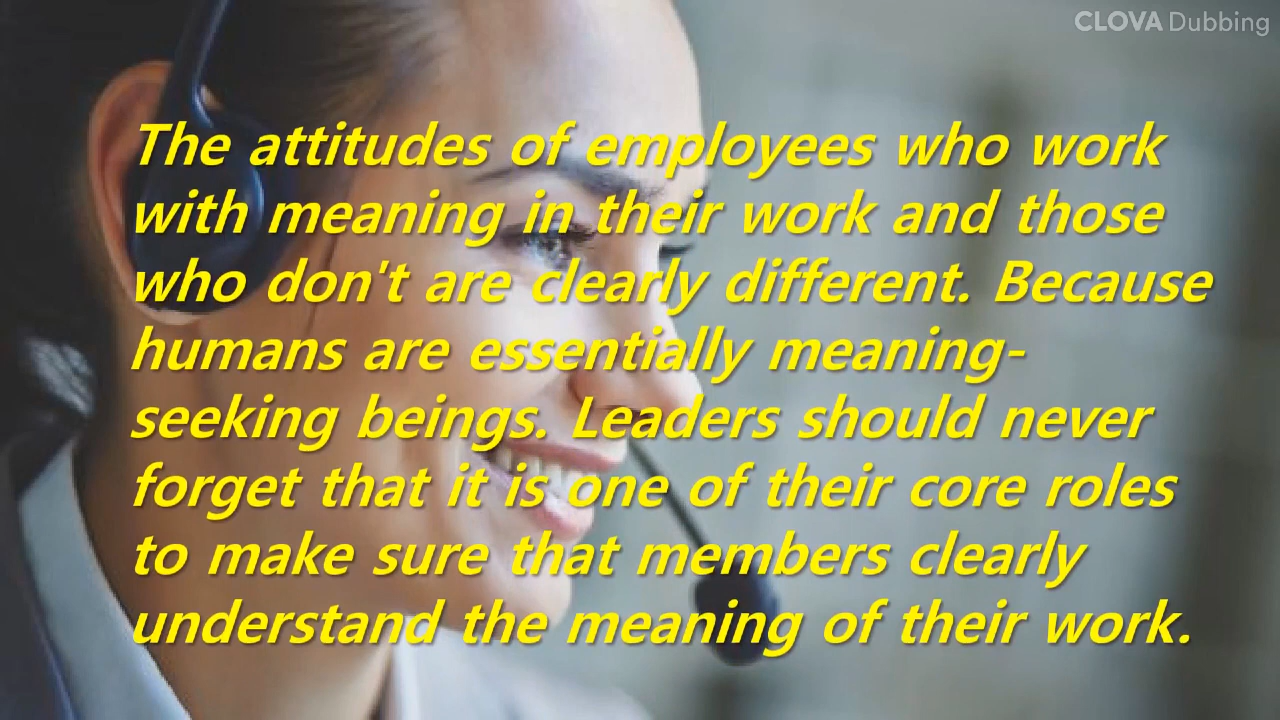 CLOVA Dubbing
The attitudes of employees who work
with meaning in their work and those
who don't are clearly different. Because
humans are essentially meaning-
seeking beings. Leaders should never
forget that it is one of their core roles
to make sure that members clearly
understand the meaning of their work.